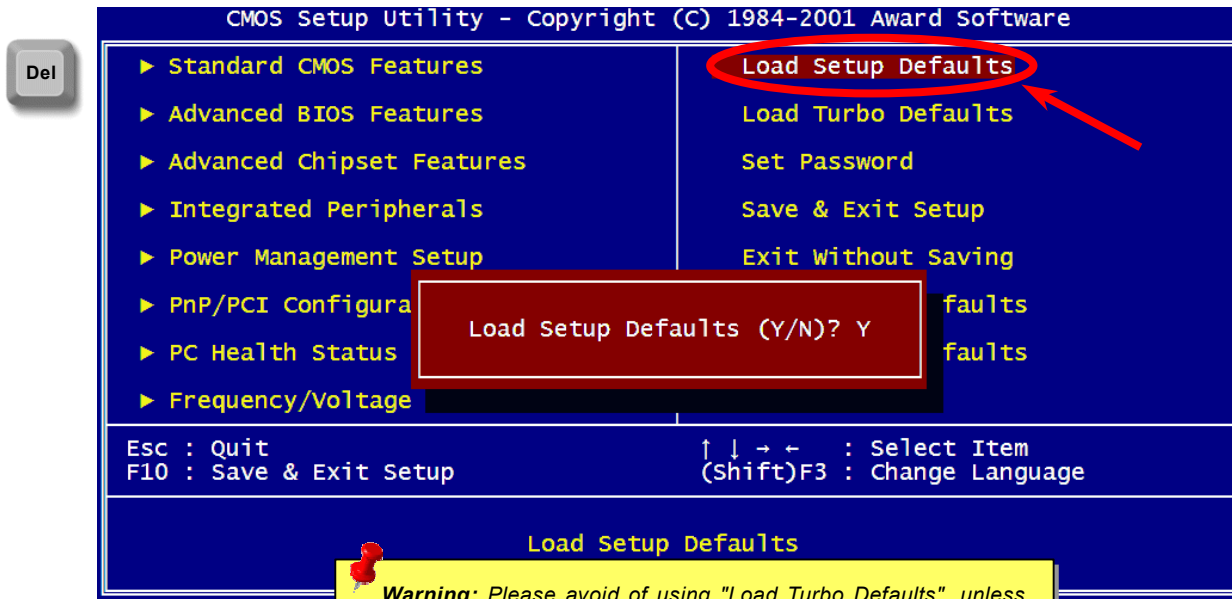 CMOS Setup Utility - Copyright (C) 1984-2001 Award Software
Del
► Standard CMOS Features
► Advanced BIOS Features
► Advanced Chipset Features
► Integrated Peripherals
► Power Management Setup
► PnP/PCI Configura
► PC Health Status
► Frequency/Voltage
Load Setup Defaults
Load Turbo Defaults
Set Password
Save & Exit Setup
Exit Without Saving
faults
faults
Load Setup Defaults (Y/N)? Y
Esc : Quit
F10 : Save & Exit Setup
↑ ↓ → ← : Select Item
(Shift)F3 : Change Language
Load Setup Defaults
Warning: Please avoid of using "Load Turbo Defaults", unless